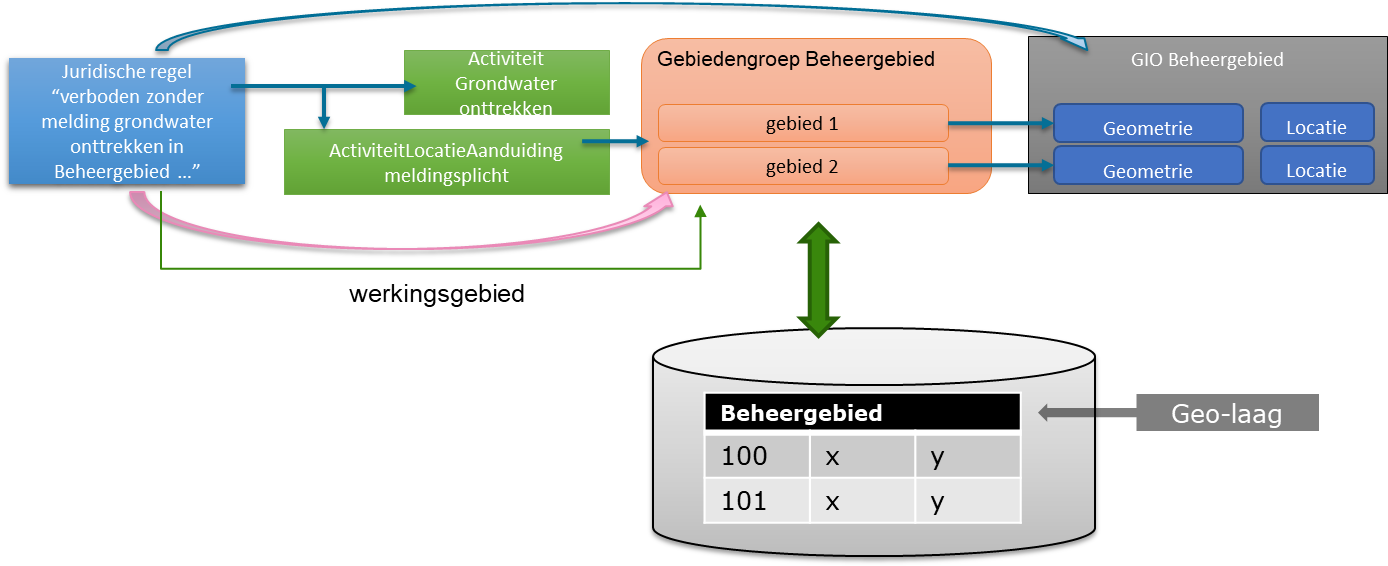 Juridische regel
“verboden zonder
melding grondwater
onttrekken in
Beheergebied …”
Activiteit
Grondwater
onttrekken
ActiviteitLocatieAanduiding
meldingsplicht
Gebiedengroep Beheergebied
gebied 1
gebied 2
GIO Beheergebied
Geometrie Locatie
Geometrie Locatie
werkingsgebied
Beheergebied
100 x y
101 x y
Geo-laag